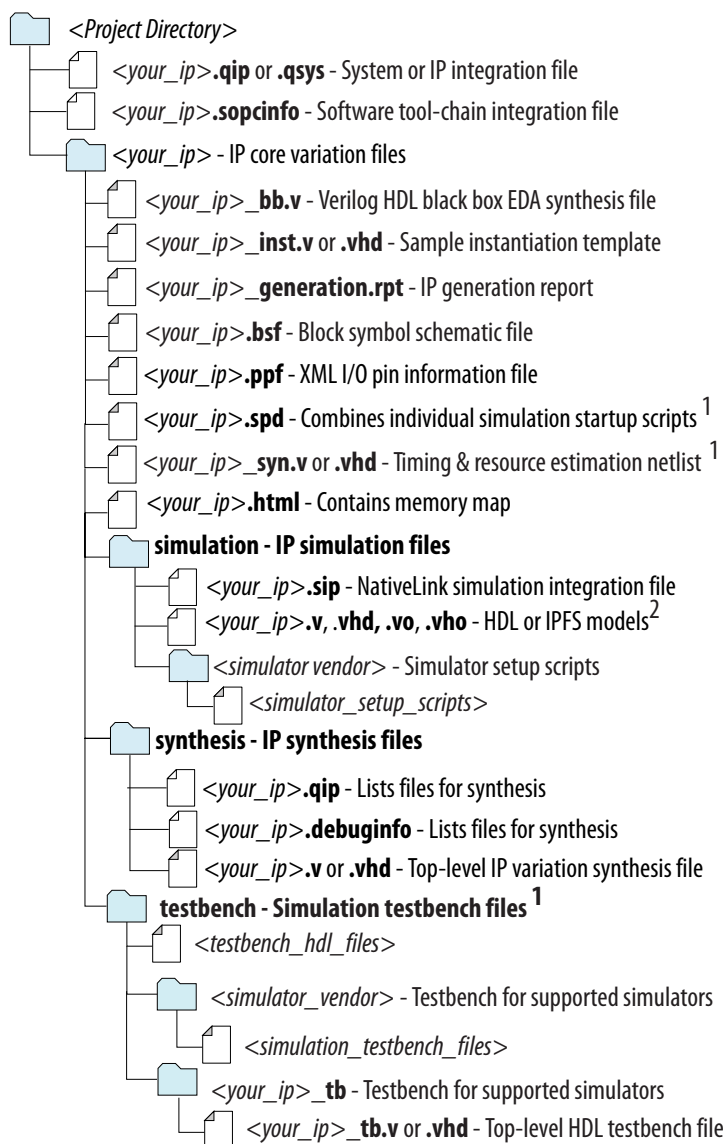 <Project Directory>
<your_ip>.qip or .qsys - System or IP integration file
<your_ip>.sopcinfo - Software tool-chain integration file
<your_ip> - IP core variation files
<your_ip>_bb.v - Verilog HDL black box EDA synthesis file
<your_ip>_inst.v or .vhd - Sample instantiation template
<your_ip>_generation.rpt - IP generation report
<your_ip>.bsf - Block symbol schematic file
<your_ip>.ppf - XML I/O pin information file
<your_ip>.spd - Combines individual simulation startup scripts 1
<your_ip>_syn.v or .vhd - Timing & resource estimation netlist 1
<your_ip>.html - Contains memory map
simulation - IP simulation files
<your_ip>.sip - NativeLink simulation integration file
<your_ip>.v, .vhd, .vo, .vho - HDL or IPFS models2
<simulator vendor> - Simulator setup scripts
<simulator_setup_scripts>
synthesis - IP synthesis files
<your_ip>.qip - Lists files for synthesis
<your_ip>.debuginfo - Lists files for synthesis
<your_ip>.v or .vhd - Top-level IP variation synthesis file
testbench - Simulation testbench files 1
<testbench_hdl_files>
<simulator_vendor> - Testbench for supported simulators
<simulation_testbench_files>
<your_ip>_tb - Testbench for supported simulators
<your_ip>_tb.v or .vhd - Top-level HDL testbench file